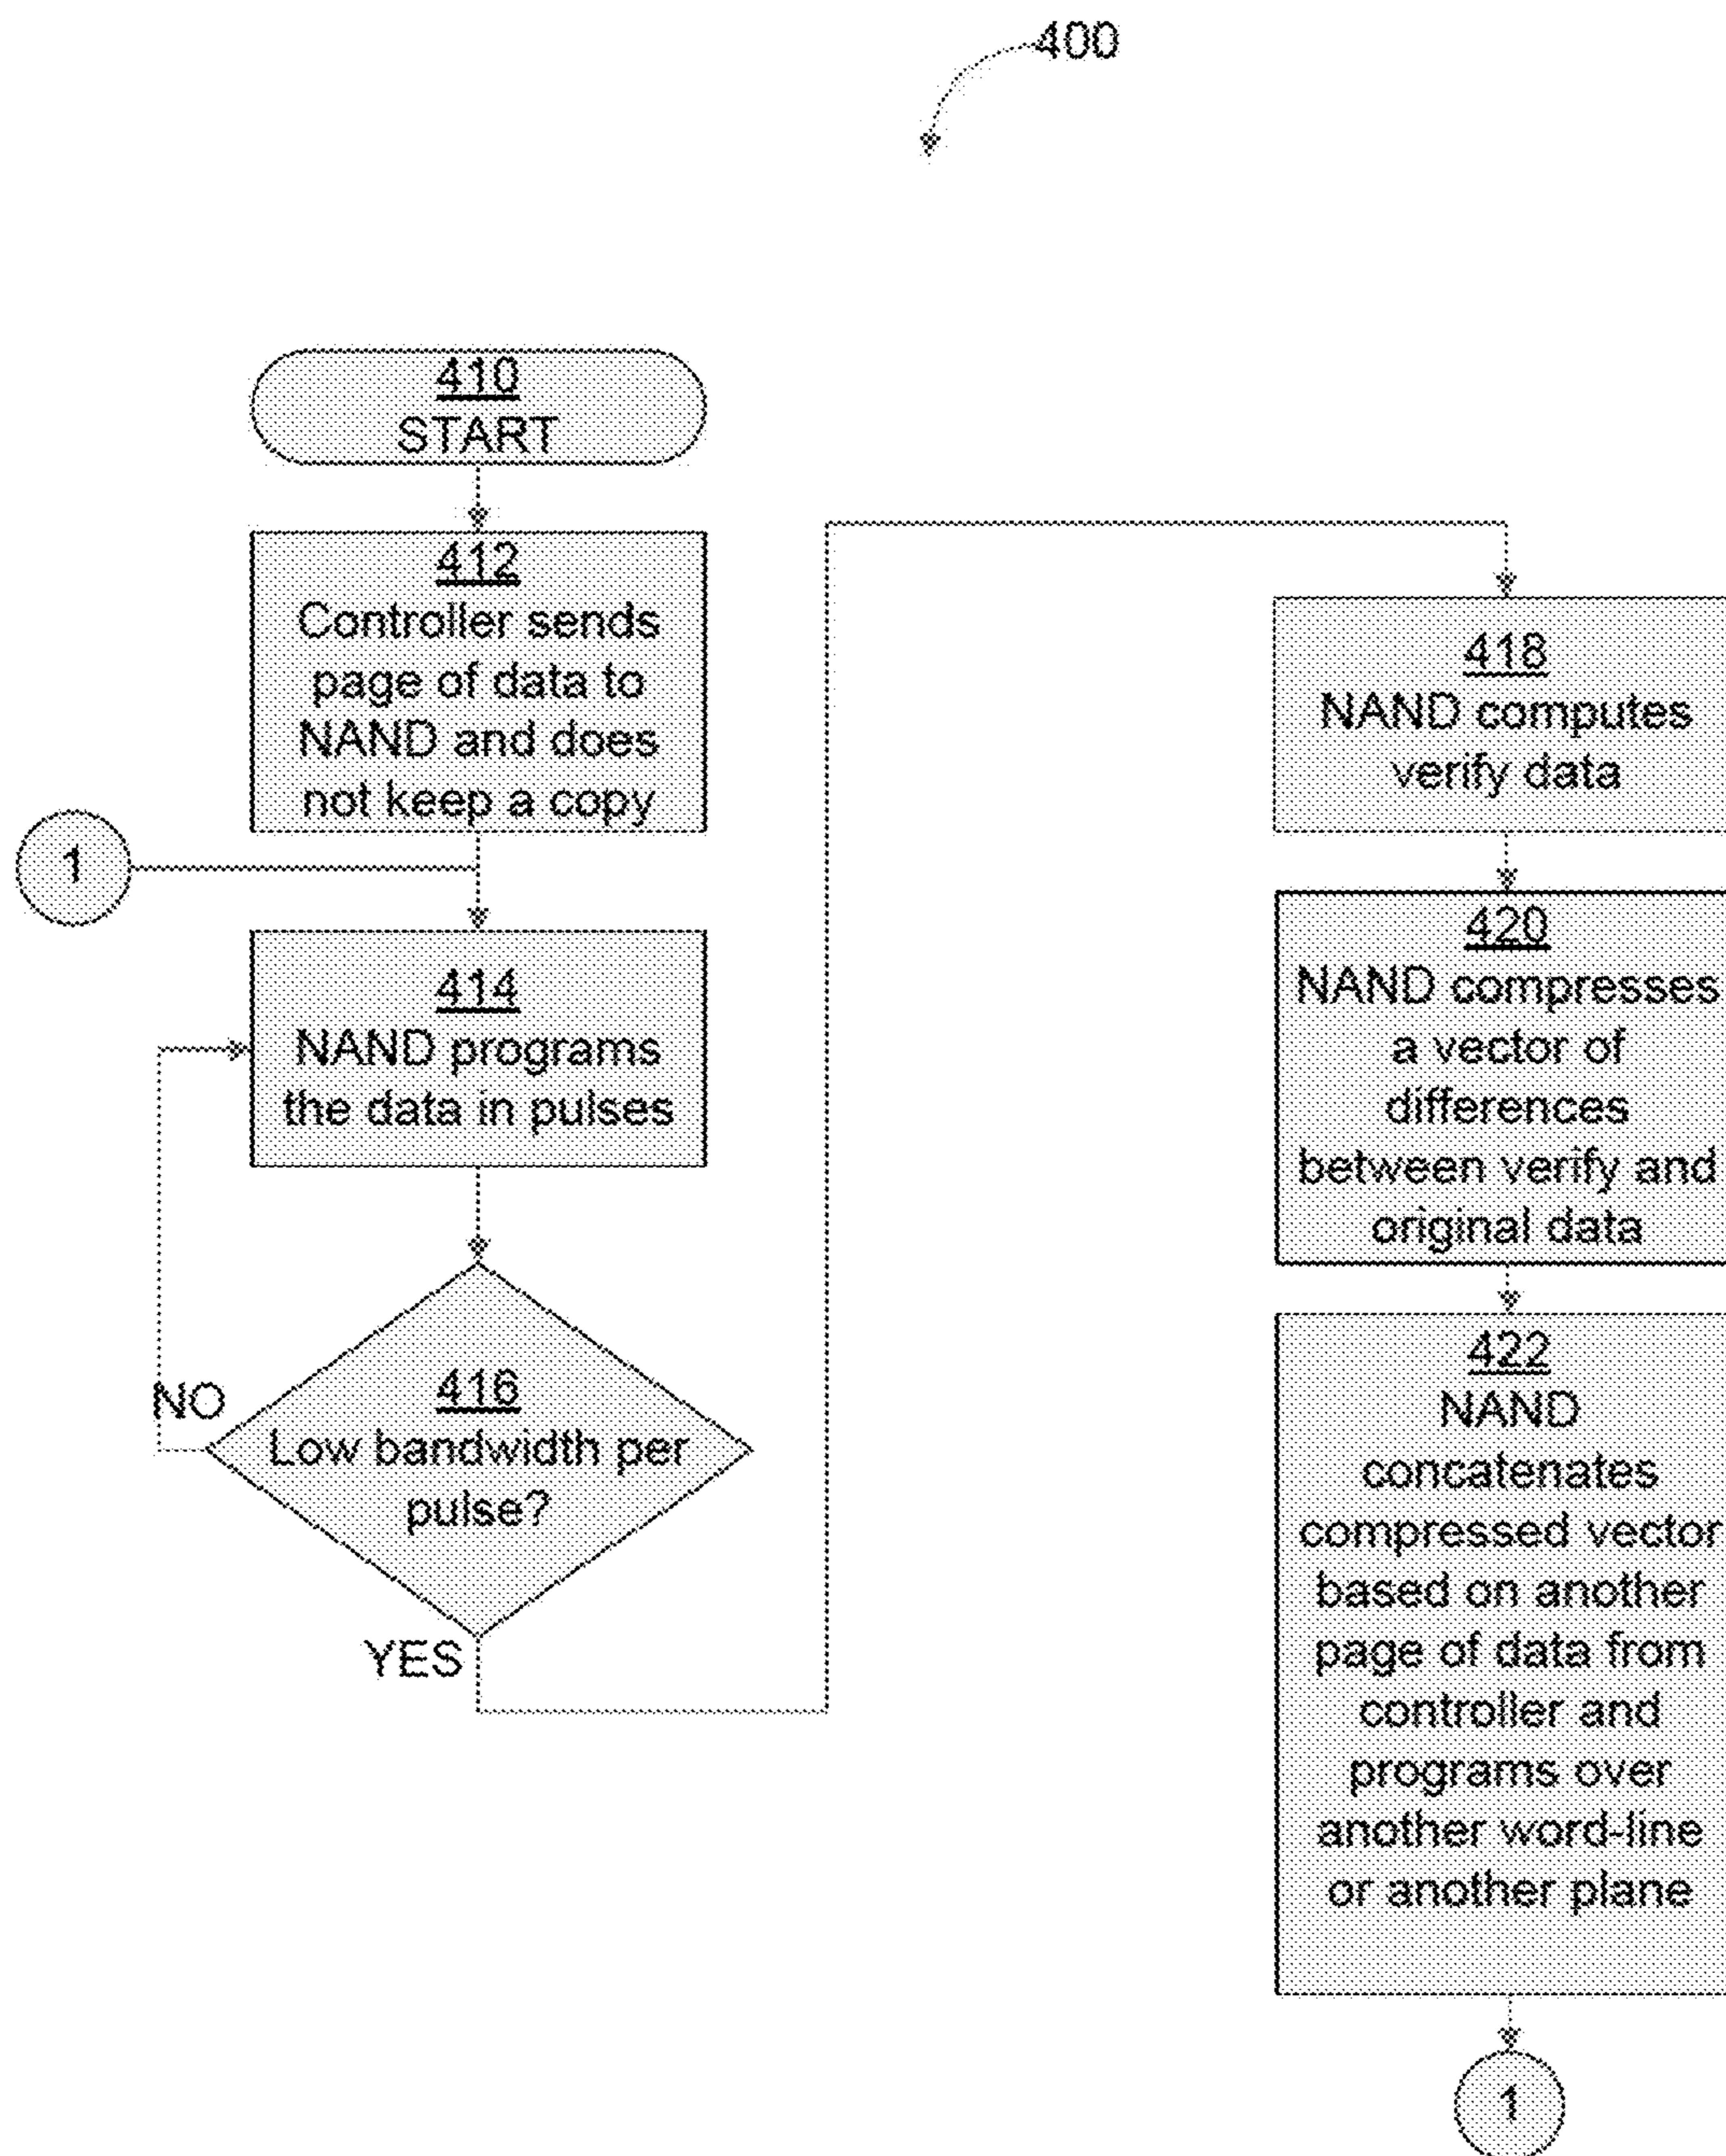 400
410
START
412
Controller sends
page of data to
NAND and does
not keep a copy
1
414
NAND programs
the data in pulses
416
Low bandwidth per
pulse?
NO
YES
418
NAND computes
verify data
420
NAND compresses
a vector of
differences
between verify and
original data
422
NAND
concatenates
compressed vector
based on another
page of data from
controller and
programs over
another word-line
or another plane
1